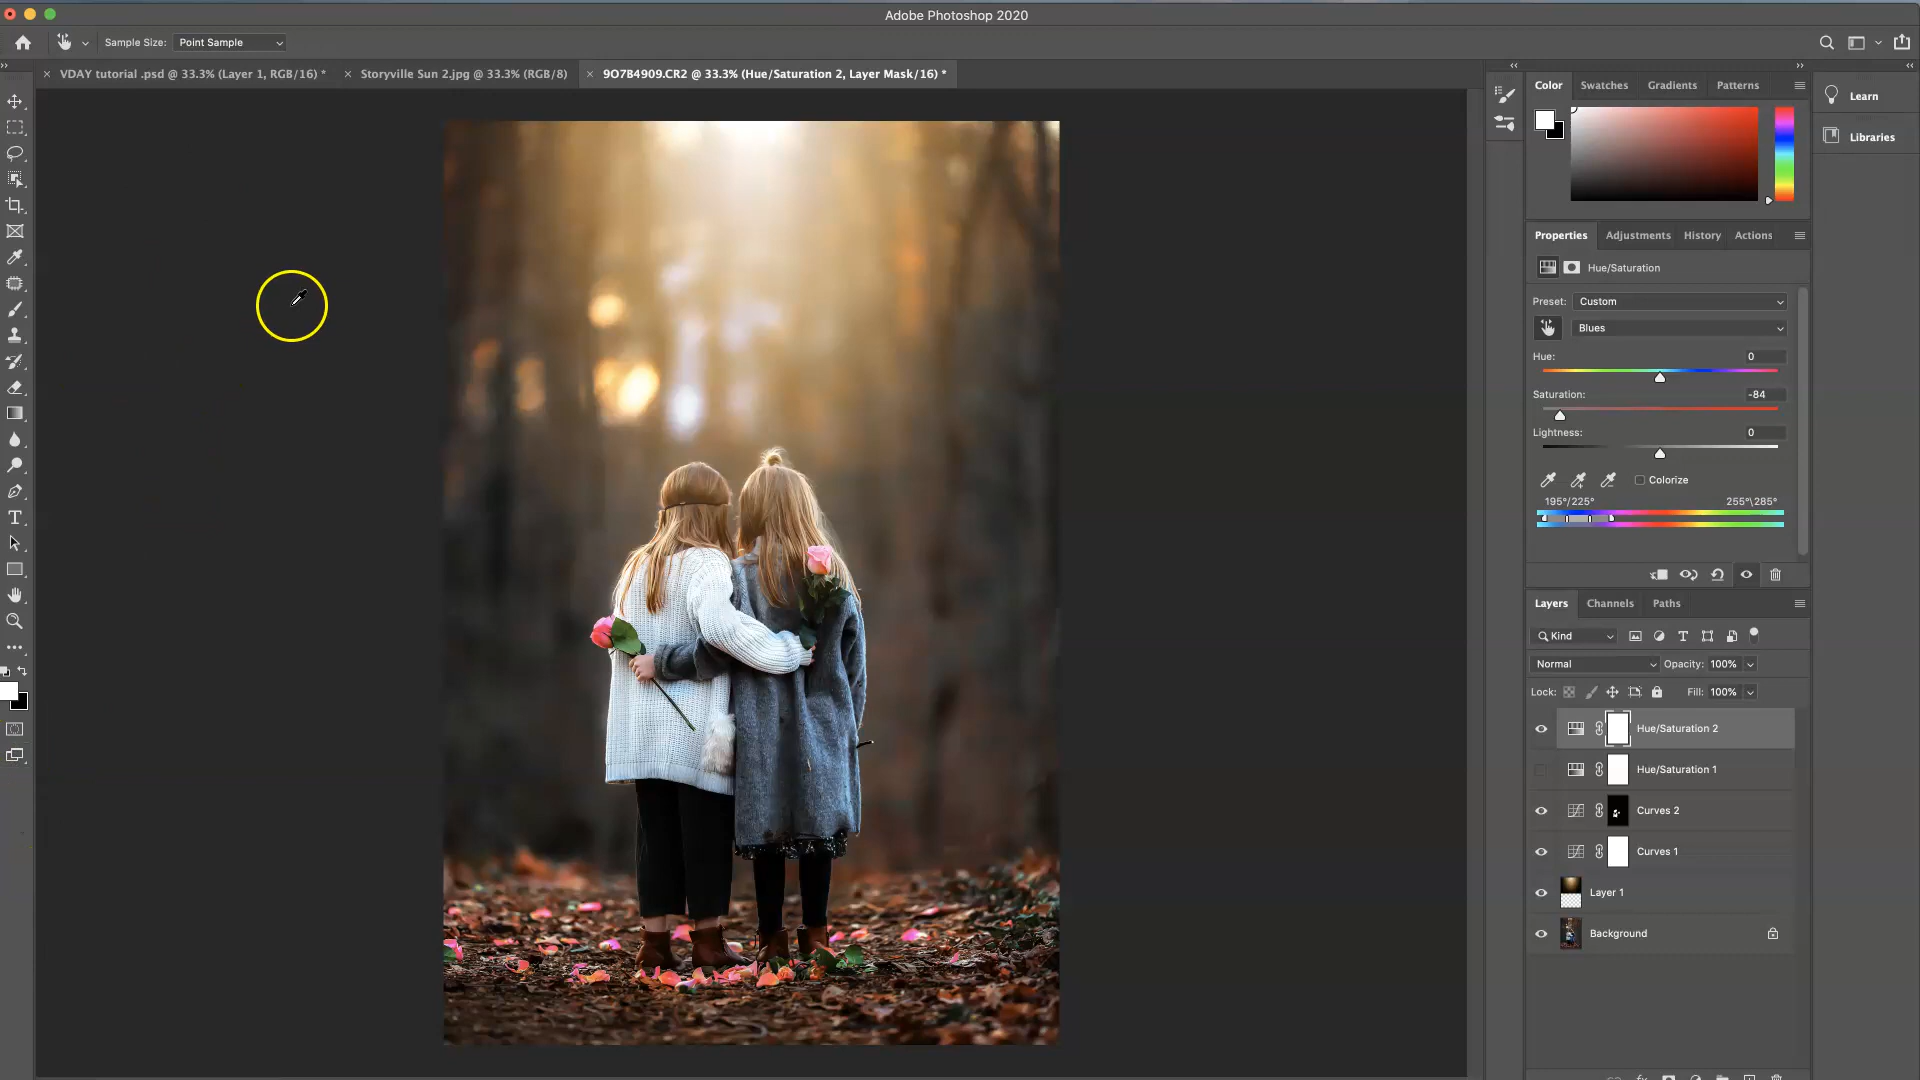 Adobe Photoshop 2020
Sample Size: Point Sample
VDAY tutorial .psd @ 33.3% (Layer 1, RGB/16) *
Storyville Sun 2.jpg @ 33.3% (RGB/8)
9O7B4909.CR2 @ 33.3% (Hue/Saturation 2, Layer Mask/16) *
Color Swatches Gradients Patterns
Learn
Libraries
Properties Adjustments History Actions
Hue/Saturation
Preset: Custom
Blues
Hue: 0
Saturation: -84
Lightness: 0
Colorize
195°/225° 255°\285°
Layers Channels Paths
Kind
Normal Opacity: 100%
Lock: Fill: 100%
Hue/Saturation 2
Hue/Saturation 1
Curves 2
Curves 1
Layer 1
Background